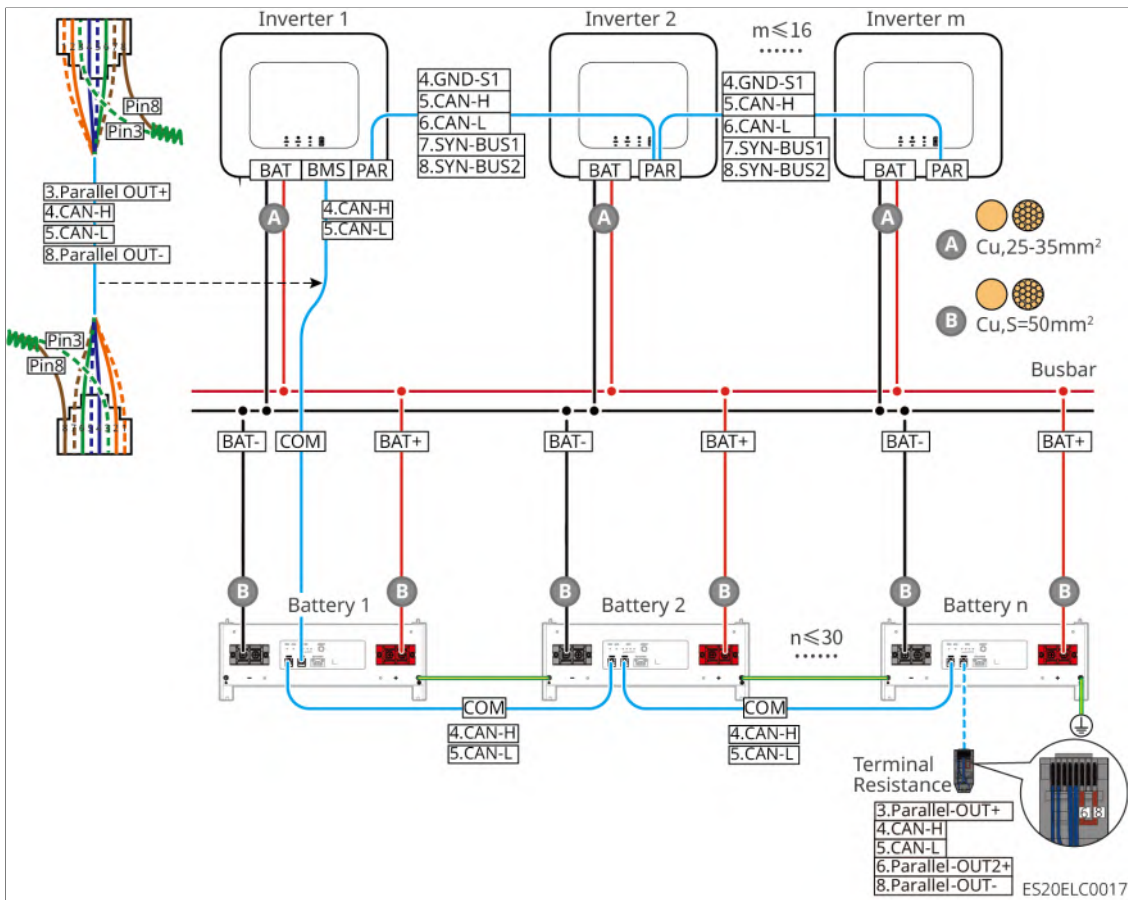 Inverter 1
Inverter 2
m≤16
......
Inverter m
Pin8
Pin3
4.GND-S1
5.CAN-H
6.CAN-L
7.SYN-BUS1
8.SYN-BUS2
4.GND-S1
5.CAN-H
6.CAN-L
7.SYN-BUS1
8.SYN-BUS2
BAT
BMS
PAR
BAT
PAR
BAT
PAR
3.Parallel OUT+
4.CAN-H
5.CAN-L
8.Parallel OUT-
4.CAN-H
5.CAN-L
A
A
A
A
Cu,25-35mm²
B
Cu,S=50mm²
Pin3
Pin8
Busbar
BAT-
COM
BAT+
BAT-
BAT+
BAT-
BAT+
B
B
B
B
B
B
Battery 1
Battery 2
n≤30
......
Battery n
- +
- +
- +
COM
4.CAN-H
5.CAN-L
COM
4.CAN-H
5.CAN-L
Terminal
Resistance
6 8
3.Parallel-OUT+
4.CAN-H
5.CAN-L
6.Parallel-OUT2+
8.Parallel-OUT-
ES20ELC0017